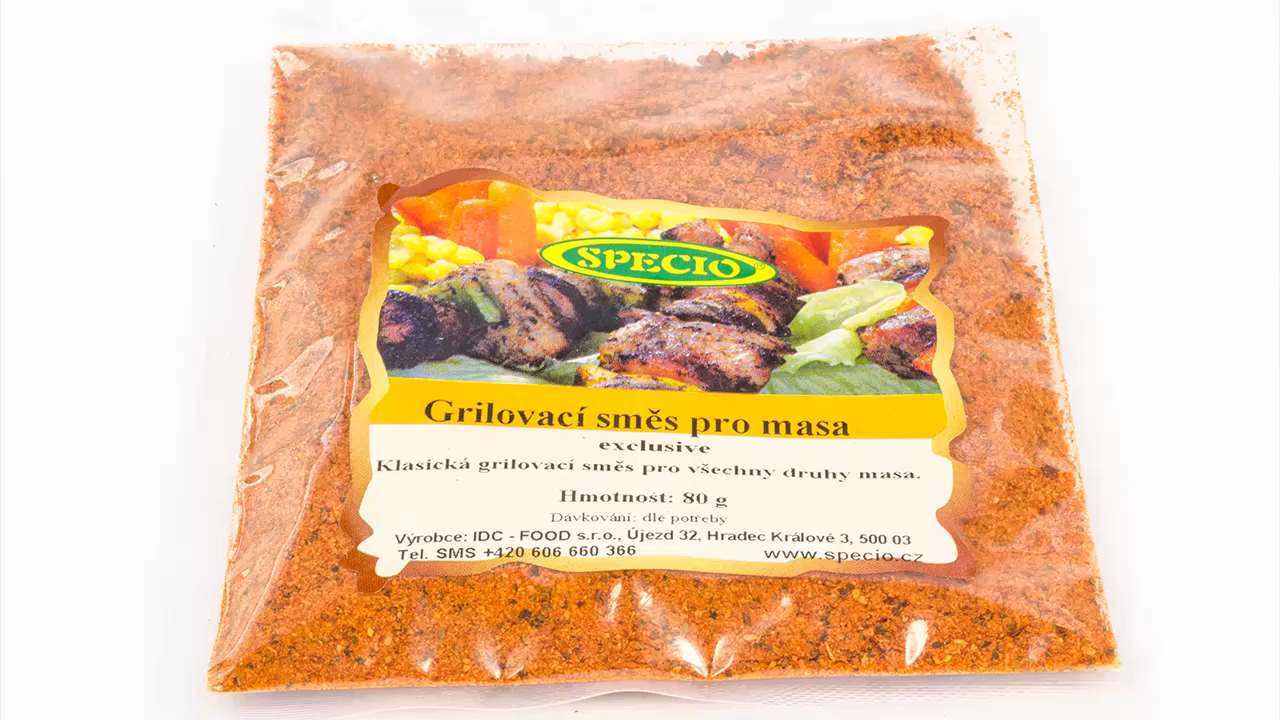 SPECIO®
Grilovací směs pro masa
exclusive
Klasická grilovací směs pro všechny druhy masa.
Hmotnost: 80 g
Dávkování: dle potřeby
Výrobce: IDC - FOOD s.r.o., Újezd 32, Hradec Králové 3, 500 03
Tel. SMS +420 606 660 366 www.specio.cz